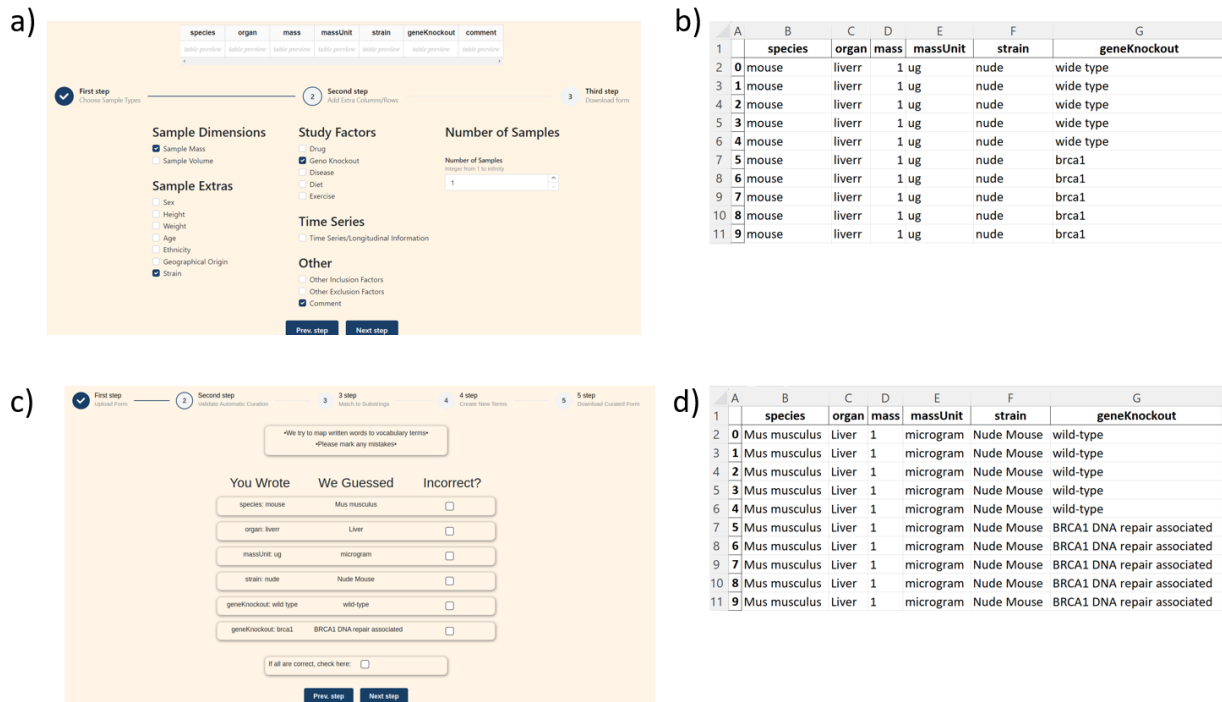 a)
species organ mass massUnit strain geneKnockout comment
table preview table preview table preview table preview table preview table preview table preview
First step
Choose Sample Types
2
Second step
Add Extra Columns/Rows
3
Third step
Download form
Sample Dimensions
Sample Mass
Sample Volume
Sample Extras
Sex
Height
Weight
Age
Ethnicity
Geographical Origin
Strain
Study Factors
Drug
Geno Knockout
Disease
Diet
Exercise
Time Series
Time Series/Longitudinal Information
Other
Other Inclusion Factors
Other Exclusion Factors
Comment
Number of Samples
Number of Samples
Integer from 1 to infinity
1
Prev. step Next step
b)
A B C D E F G
1 species organ mass massUnit strain geneKnockout
2 0 mouse liverr 1 ug nude wide type
3 1 mouse liverr 1 ug nude wide type
4 2 mouse liverr 1 ug nude wide type
5 3 mouse liverr 1 ug nude wide type
6 4 mouse liverr 1 ug nude wide type
7 5 mouse liverr 1 ug nude brca1
8 6 mouse liverr 1 ug nude brca1
9 7 mouse liverr 1 ug nude brca1
10 8 mouse liverr 1 ug nude brca1
11 9 mouse liverr 1 ug nude brca1
c)
First step
Upload Form
2
Second step
Validate Automatic Curation
3
3 step
Match to Substrings
4
4 step
Create New Terms
5
5 step
Download Curated Form
•We try to map written words to vocabulary terms•
•Please mark any mistakes•
You Wrote We Guessed Incorrect?
species: mouse Mus musculus
organ: liverr Liver
massUnit: ug microgram
strain: nude Nude Mouse
geneKnockout: wild type wild-type
geneKnockout: brca1 BRCA1 DNA repair associated
If all are correct, check here:
Prev. step Next step
d)
A B C D E F G
1 species organ mass massUnit strain geneKnockout
2 0 Mus musculus Liver 1 microgram Nude Mouse wild-type
3 1 Mus musculus Liver 1 microgram Nude Mouse wild-type
4 2 Mus musculus Liver 1 microgram Nude Mouse wild-type
5 3 Mus musculus Liver 1 microgram Nude Mouse wild-type
6 4 Mus musculus Liver 1 microgram Nude Mouse wild-type
7 5 Mus musculus Liver 1 microgram Nude Mouse BRCA1 DNA repair associated
8 6 Mus musculus Liver 1 microgram Nude Mouse BRCA1 DNA repair associated
9 7 Mus musculus Liver 1 microgram Nude Mouse BRCA1 DNA repair associated
10 8 Mus musculus Liver 1 microgram Nude Mouse BRCA1 DNA repair associated
11 9 Mus musculus Liver 1 microgram Nude Mouse BRCA1 DNA repair associated